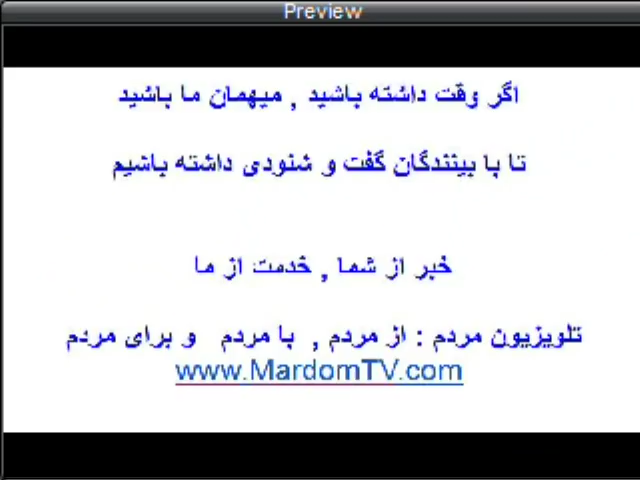 Preview
اگر وقت داشته باشید , میهمان ما باشید
تا با بینندگان گفت و شنودی داشته باشیم
خبر از شما , خدمت از ما
تلویزیون مردم : از مردم , با مردم و برای مردم
www.MardomTV.com